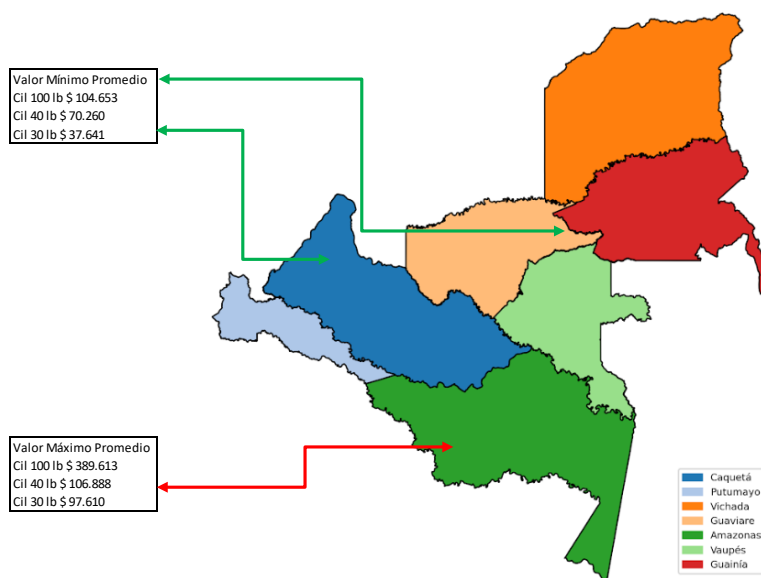 Valor Mínimo Promedio
Cil 100 lb $ 104.653
Cil 40 lb $ 70.260
Cil 30 lb $ 37.641
Valor Máximo Promedio
Cil 100 lb $ 389.613
Cil 40 lb $ 106.888
Cil 30 lb $ 97.610
Caquetá
Putumayo
Vichada
Guaviare
Amazonas
Vaupés
Guainía